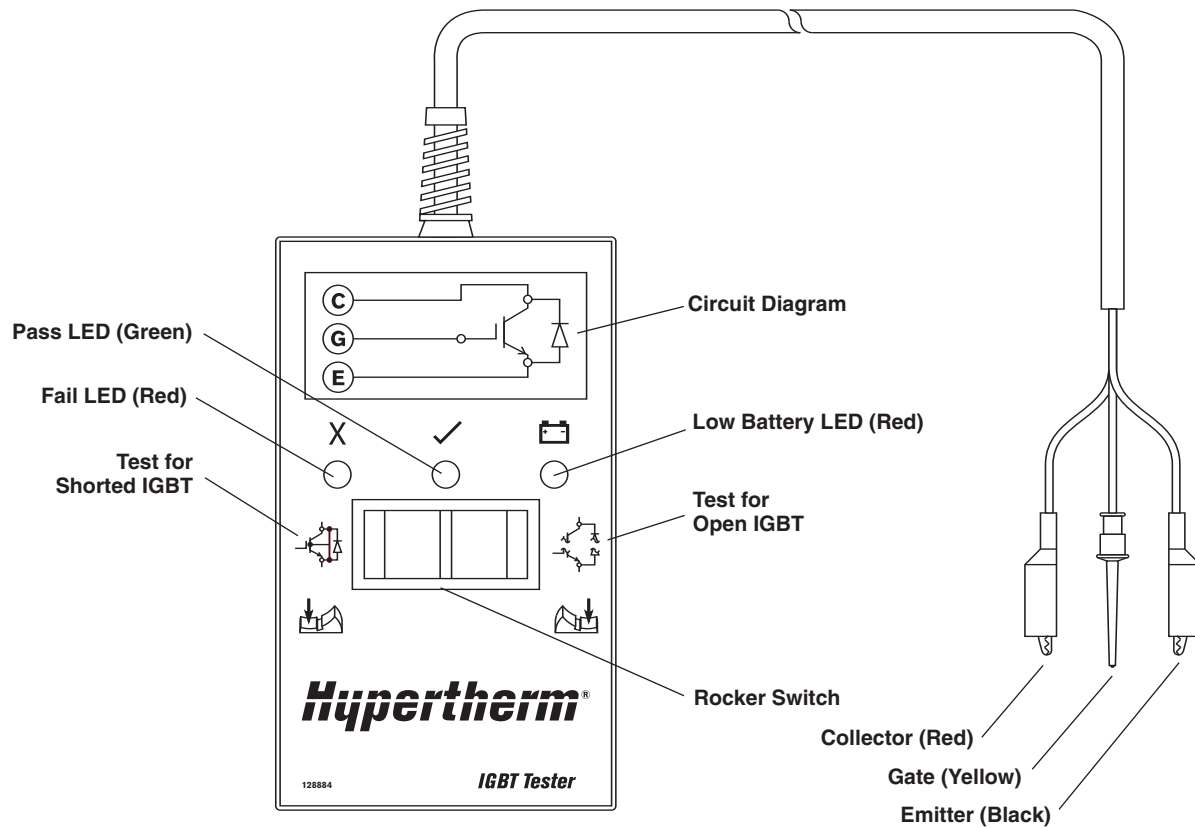 C
G
E
Circuit Diagram
Pass LED (Green)
Fail LED (Red)
X
Low Battery LED (Red)
Test for
Shorted IGBT
Test for
Open IGBT
Hypertherm®
Rocker Switch
Collector (Red)
Gate (Yellow)
Emitter (Black)
128884
IGBT Tester